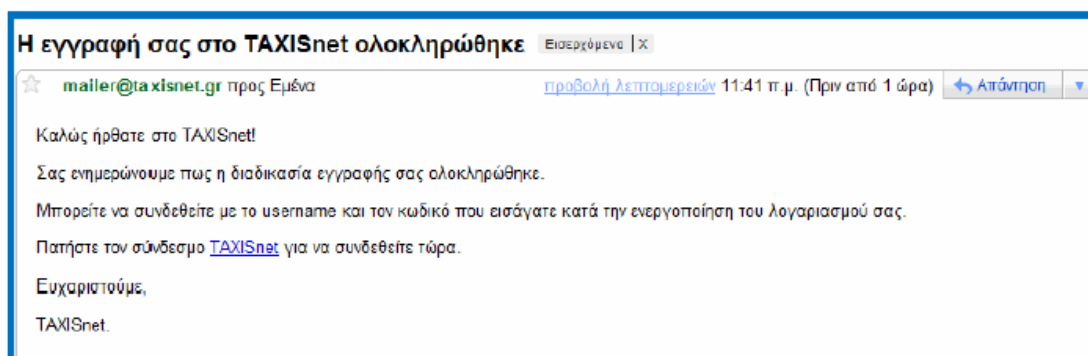 Η εγγραφή σας στο TAXISnet ολοκληρώθηκε Εισερχόμενα | x
mailer@taxisnet.gr προς Εμένα προβολή λεπτομερειών 11:41 π.μ. (Πριν από 1 ώρα) Απάντηση
Καλώς ήρθατε στο TAXISnet!
Σας ενημερώνουμε πως η διαδικασία εγγραφής σας ολοκληρώθηκε.
Μπορείτε να συνδεθείτε με το username και τον κωδικό που εισάγατε κατά την ενεργοποίηση του λογαριασμού σας.
Πατήστε τον σύνδεσμο TAXISnet για να συνδεθείτε τώρα.
Ευχαριστούμε,
TAXISnet.